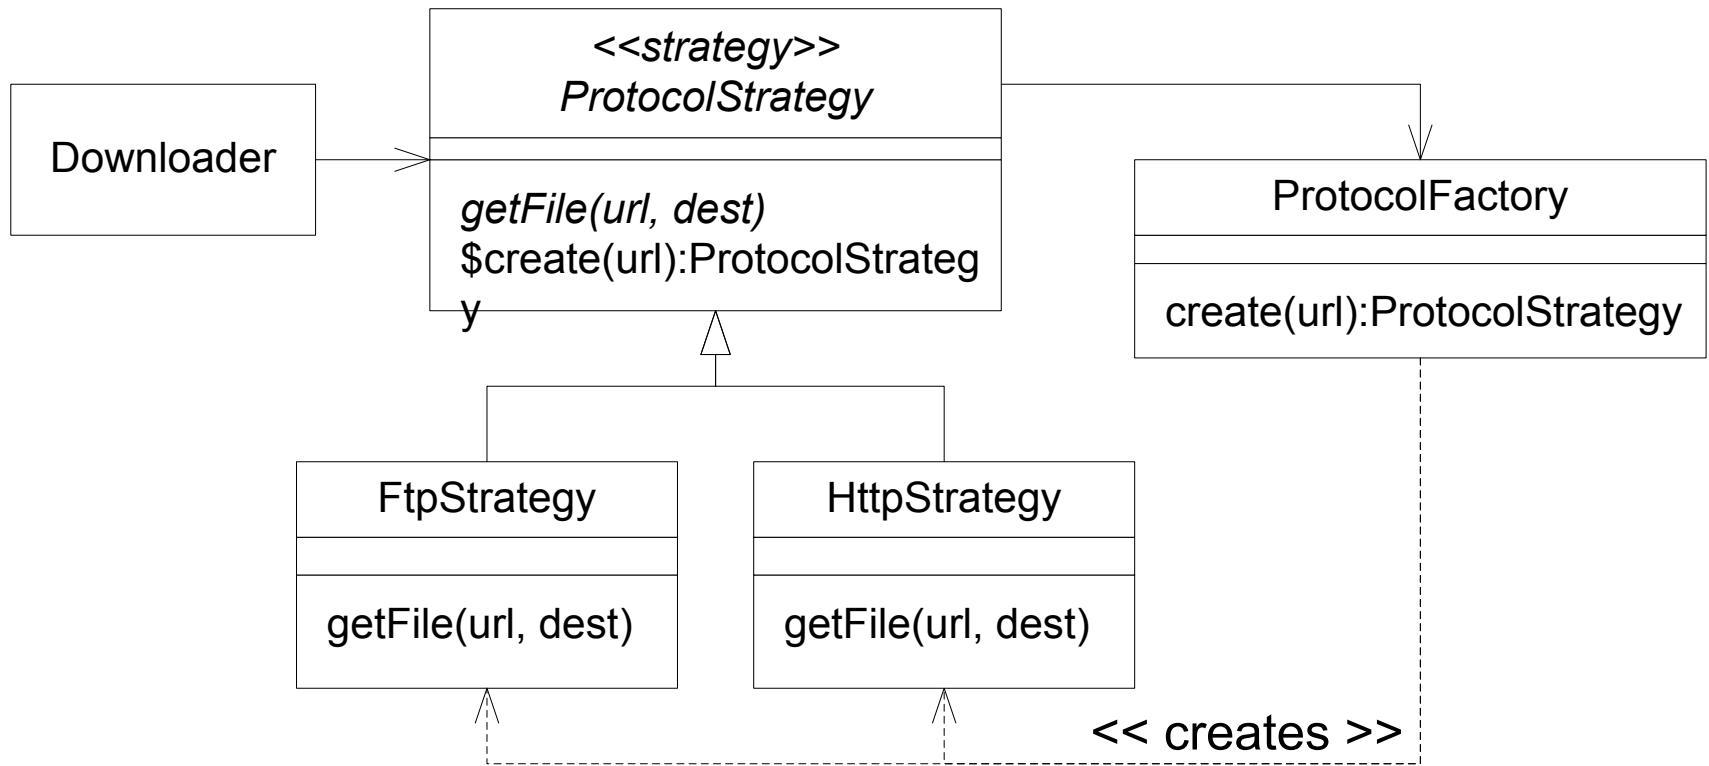 <<strategy>>
ProtocolStrategy
Downloader
getFile(url, dest)
$create(url):ProtocolStrateg
y
ProtocolFactory
create(url):ProtocolStrategy
FtpStrategy
getFile(url, dest)
HttpStrategy
getFile(url, dest)
<< creates >>